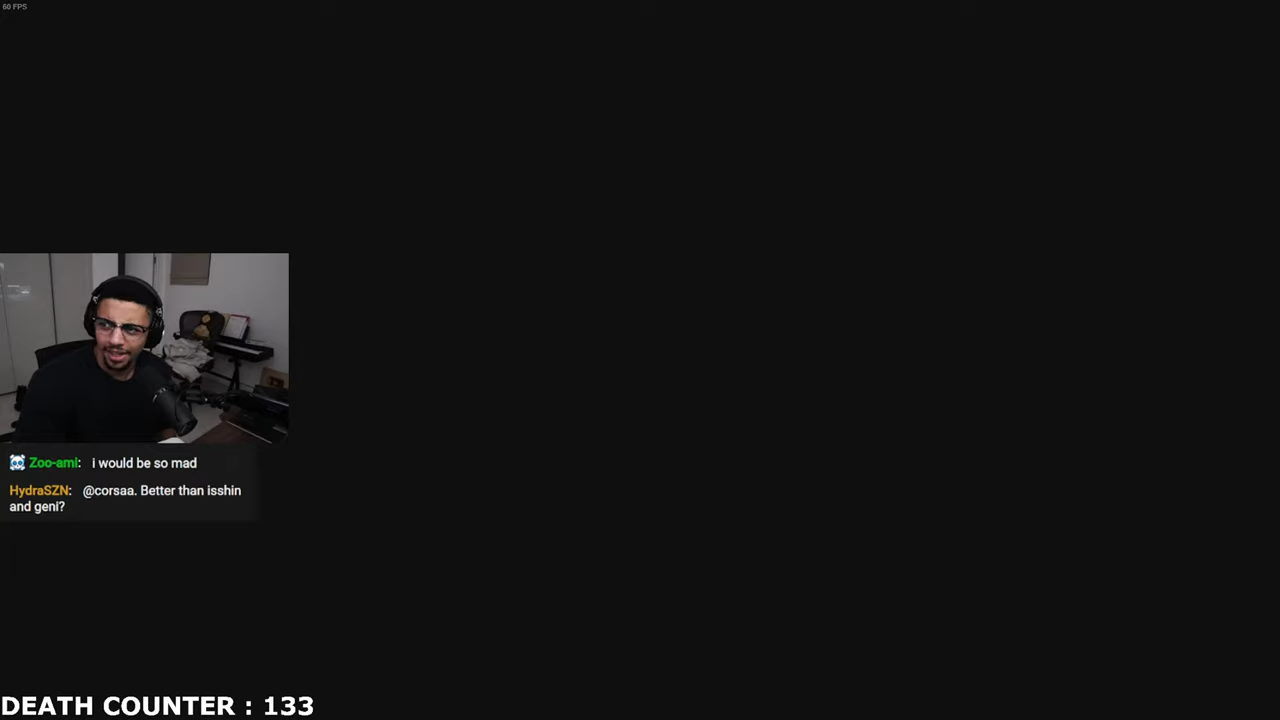 60 FPS
Zoo-ami: i would be so mad
HydraSZN: @corsaa. Better than isshin
and geni?
DEATH COUNTER : 133